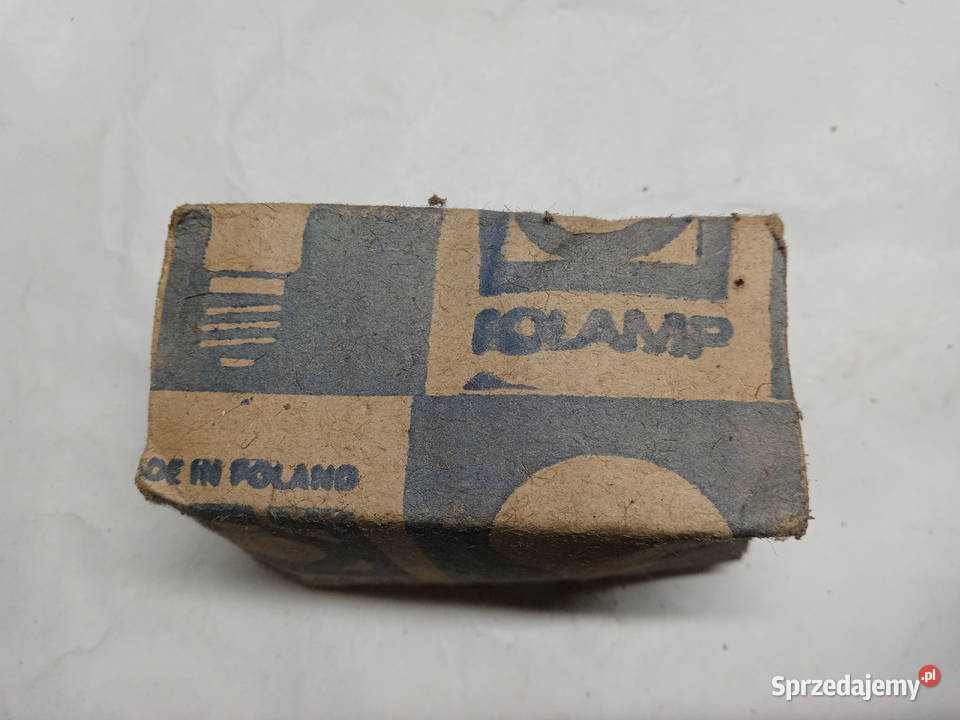 POLAMP
DE IN POLAND
Sprzedajemy.pl